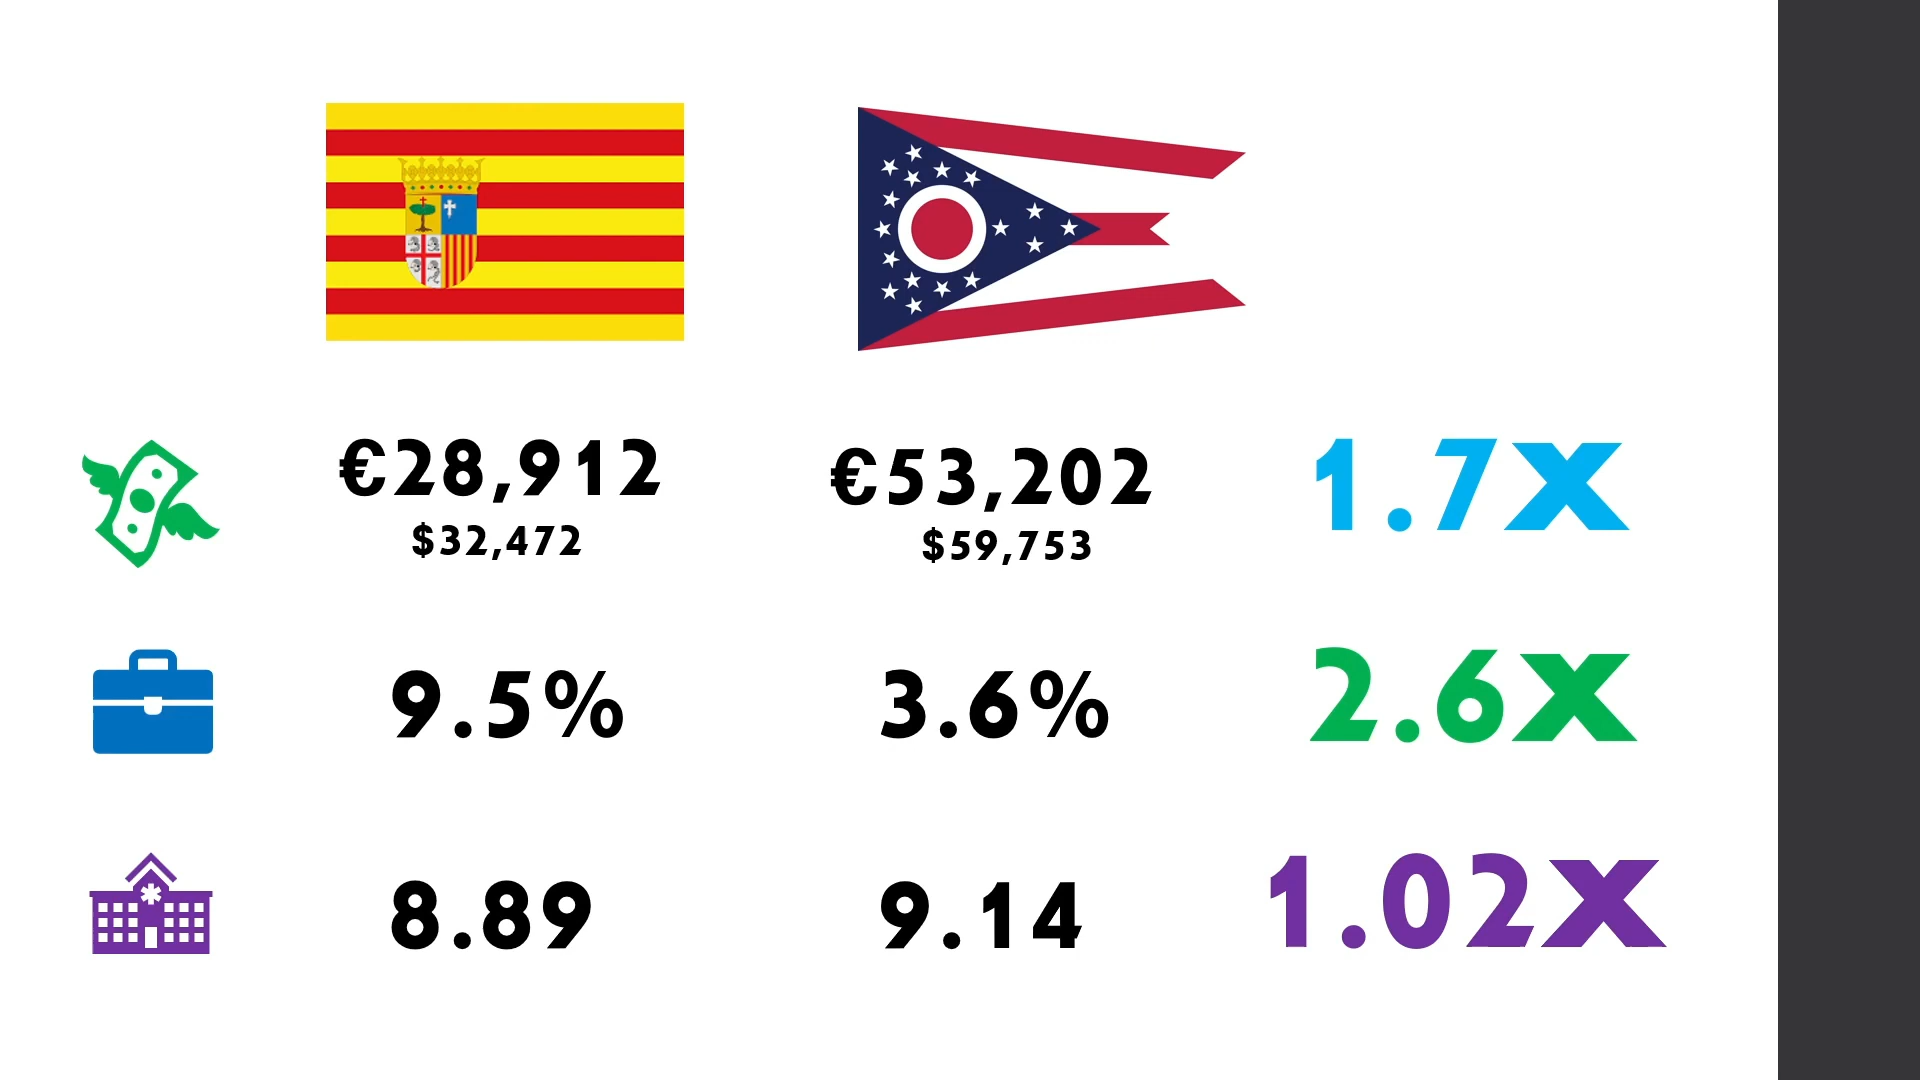 €28,912 €53,202 1.7X
$32,472 $59,753
9.5% 3.6% 2.6X
8.89 9.14 1.02X